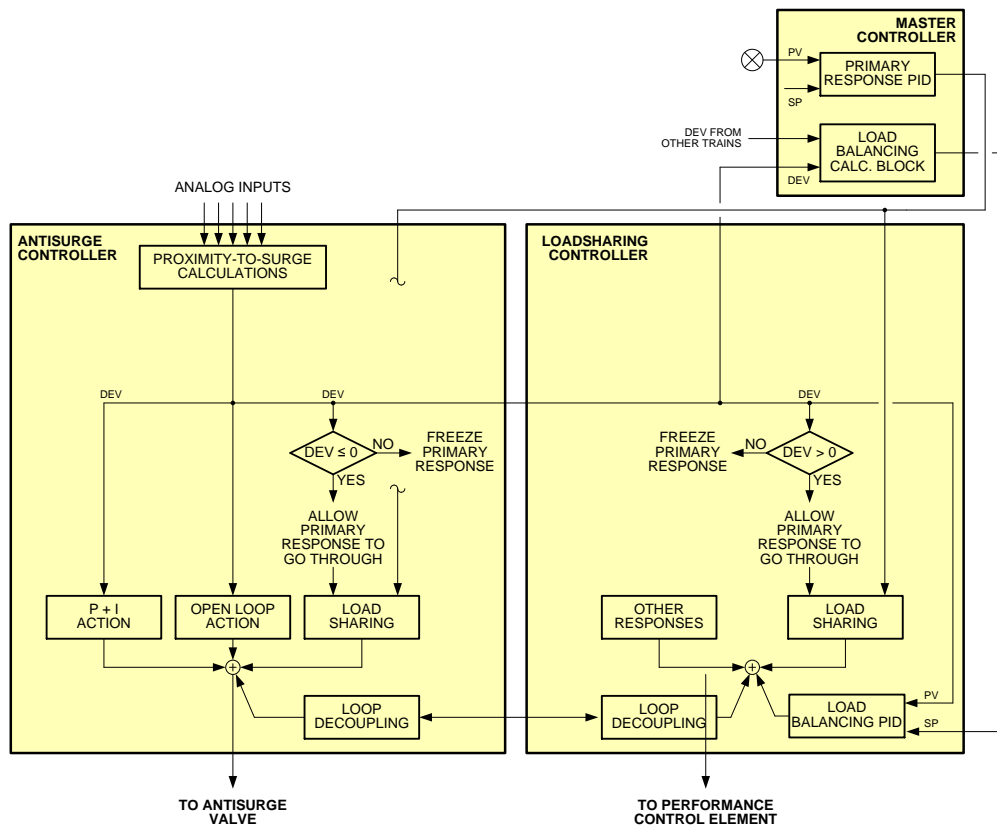 MASTER
CONTROLLER
PV
PRIMARY
RESPONSE PID
SP
DEV FROM
OTHER TRAINS
LOAD
BALANCING
CALC. BLOCK
DEV
ANALOG INPUTS
ANTISURGE
CONTROLLER
PROXIMITY-TO-SURGE
CALCULATIONS
LOADSHARING
CONTROLLER
DEV
DEV
DEV
DEV ≤ 0
NO
FREEZE
PRIMARY
RESPONSE
YES
ALLOW
PRIMARY
RESPONSE TO
GO THROUGH
FREEZE
PRIMARY
RESPONSE
NO
DEV > 0
YES
ALLOW
PRIMARY
RESPONSE TO
GO THROUGH
P + I
ACTION
OPEN LOOP
ACTION
LOAD
SHARING
OTHER
RESPONSES
LOAD
SHARING
+
+
LOOP
DECOUPLING
LOOP
DECOUPLING
LOAD
BALANCING PID
PV
SP
TO ANTISURGE
VALVE
TO PERFORMANCE
CONTROL ELEMENT